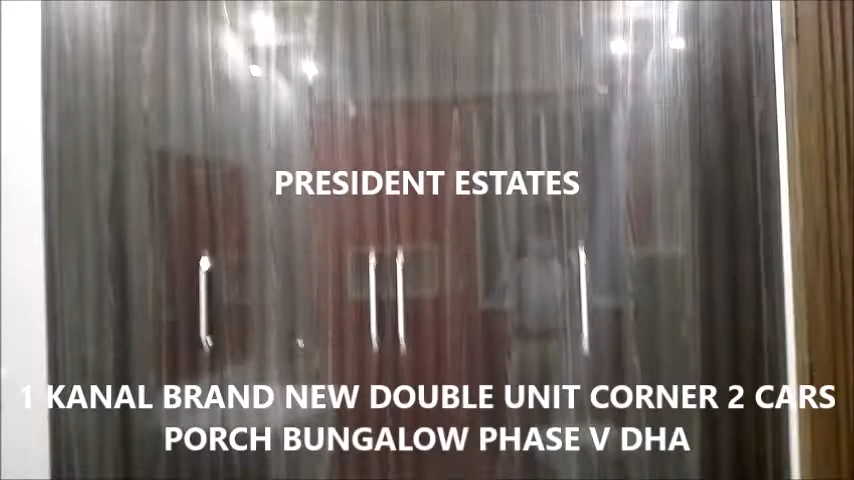 PRESIDENT ESTATES
1 KANAL BRAND NEW DOUBLE UNIT CORNER 2 CARS
PORCH BUNGALOW PHASE V DHA